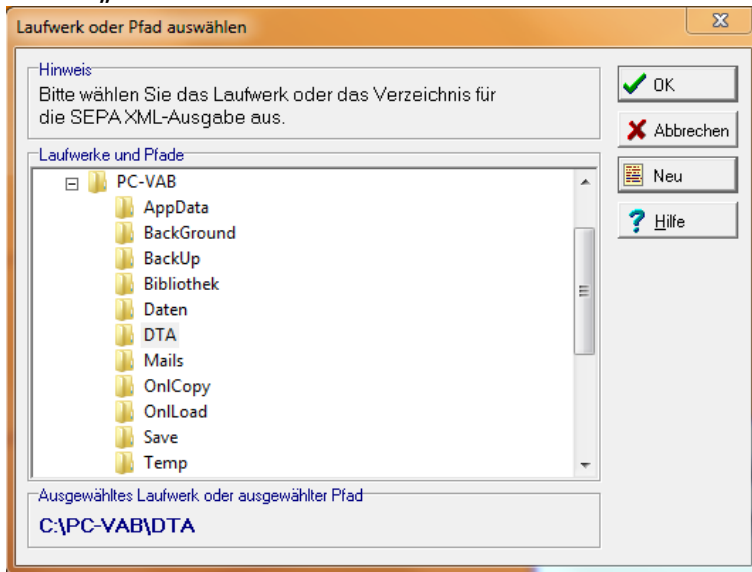 „
Laufwerk oder Pfad auswählen
Hinweis
Bitte wählen Sie das Laufwerk oder das Verzeichnis für
die SEPA XML-Ausgabe aus.
OK
Abbrechen
Neu
Hilfe
Laufwerke und Pfade
PC-VAB
AppData
BackGround
BackUp
Bibliothek
Daten
DTA
Mails
OnlCopy
OnlLoad
Save
Temp
Ausgewähltes Laufwerk oder ausgewählter Pfad
C:\PC-VAB\DTA